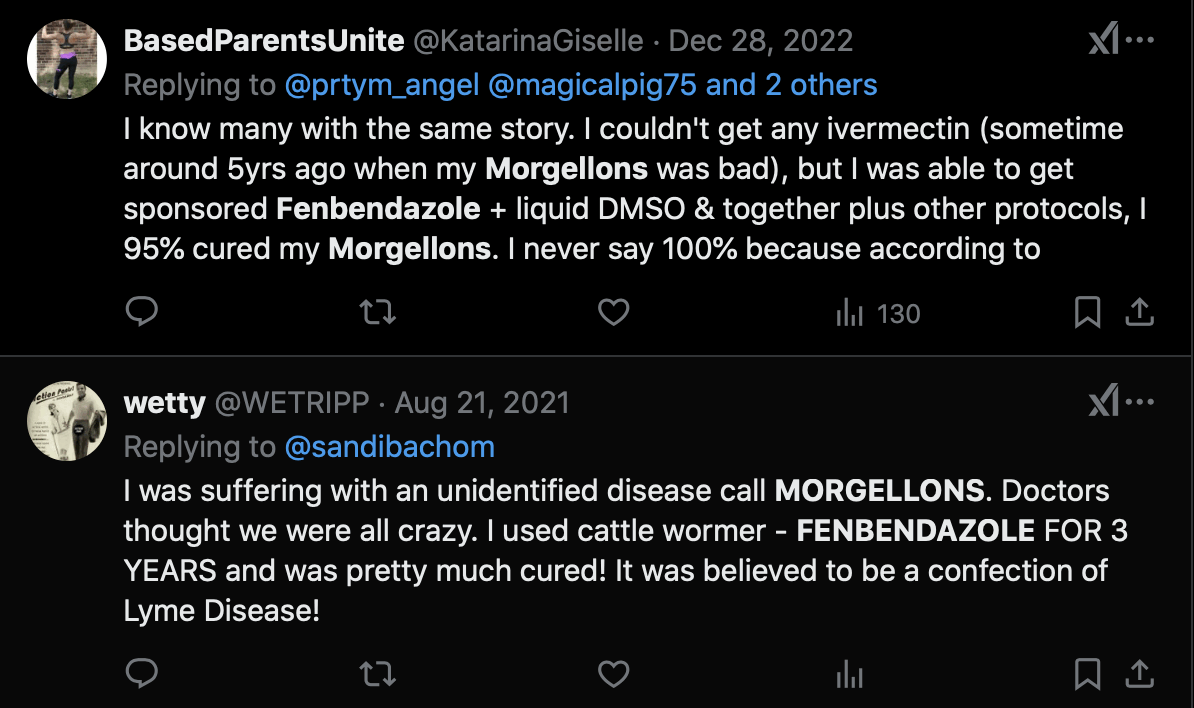 BasedParentsUnite @KatarinaGiselle · Dec 28, 2022
Replying to @prtym_angel @magicalpig75 and 2 others
I know many with the same story. I couldn't get any ivermectin (sometime
around 5yrs ago when my Morgellons was bad), but I was able to get
sponsored Fenbendazole + liquid DMSO & together plus other protocols, I
95% cured my Morgellons. I never say 100% because according to
130
wetty @WETRIPP · Aug 21, 2021
Replying to @sandibachom
I was suffering with an unidentified disease call MORGELLONS. Doctors
thought we were all crazy. I used cattle wormer - FENBENDAZOLE FOR 3
YEARS and was pretty much cured! It was believed to be a confection of
Lyme Disease!